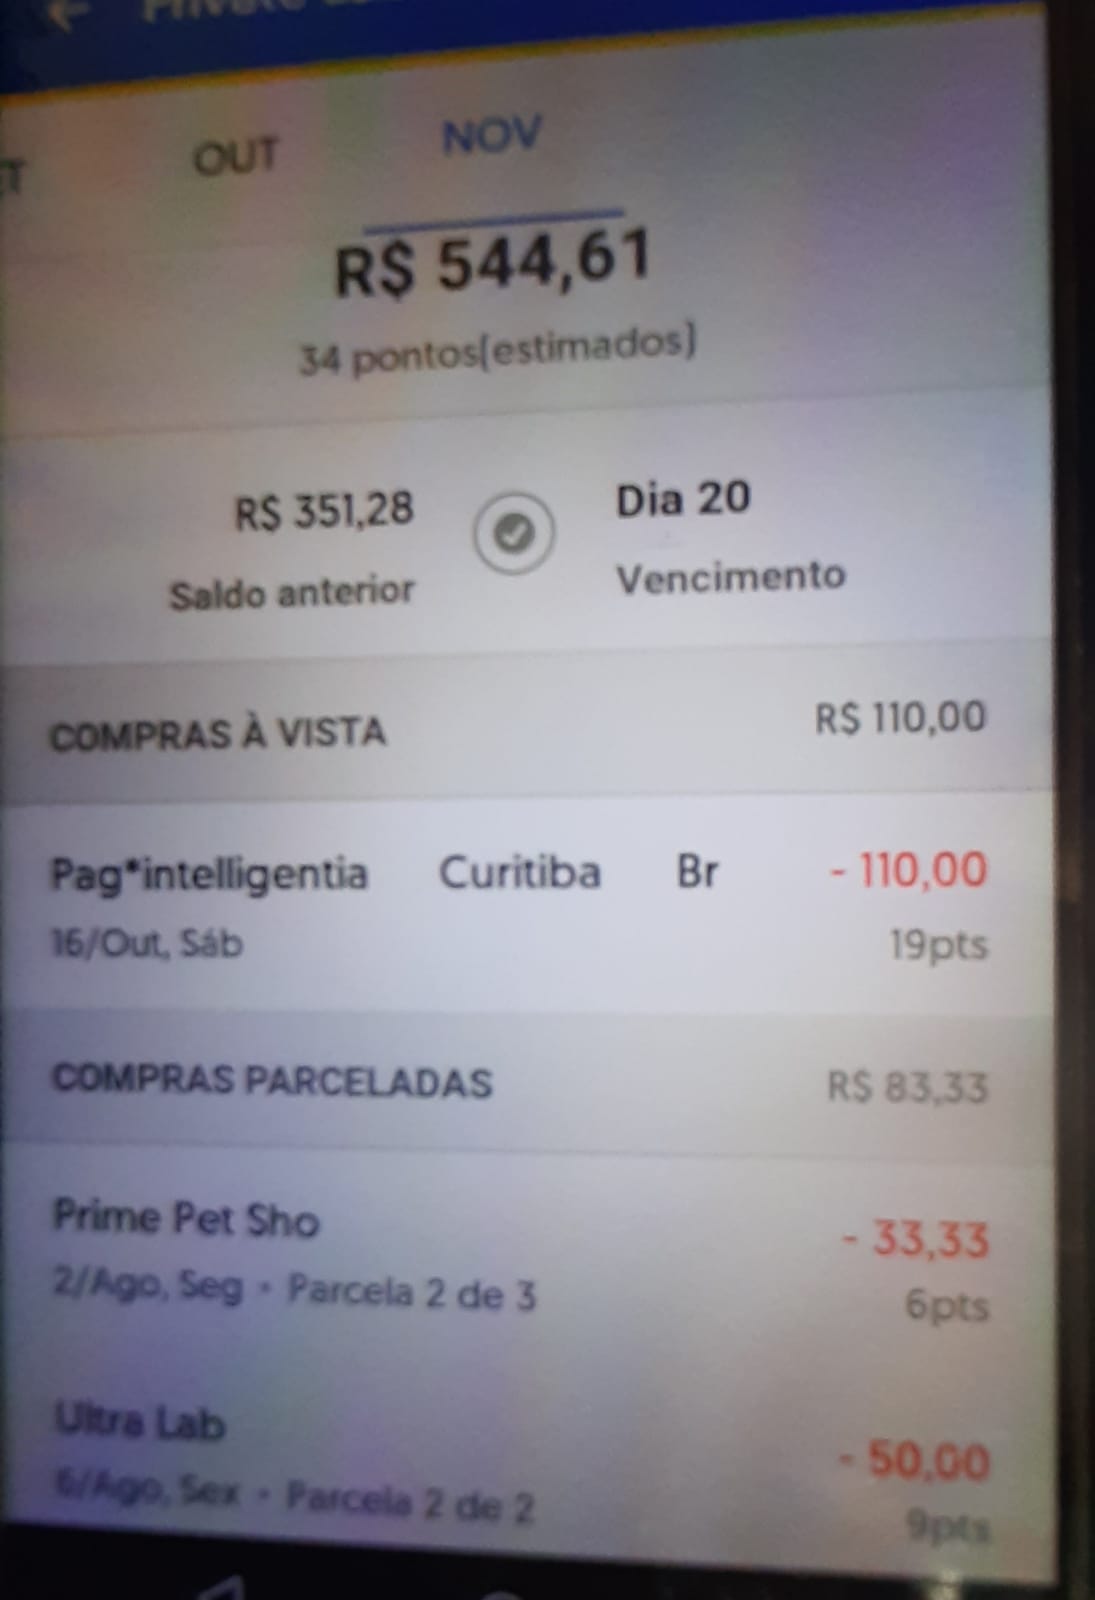 OUT NOV
R$ 544,61
34 pontos(estimados)
R$ 351,28 Dia 20
Saldo anterior Vencimento
COMPRAS À VISTA R$ 110,00
Pag*intelligentia Curitiba Br - 110,00
16/Out, Sáb 19pts
COMPRAS PARCELADAS R$ 83,33
Prime Pet Sho - 33,33
2/Ago, Seg • Parcela 2 de 3 6pts
Ultra Lab - 50,00
6/Ago, Sex • Parcela 2 de 2 9pts